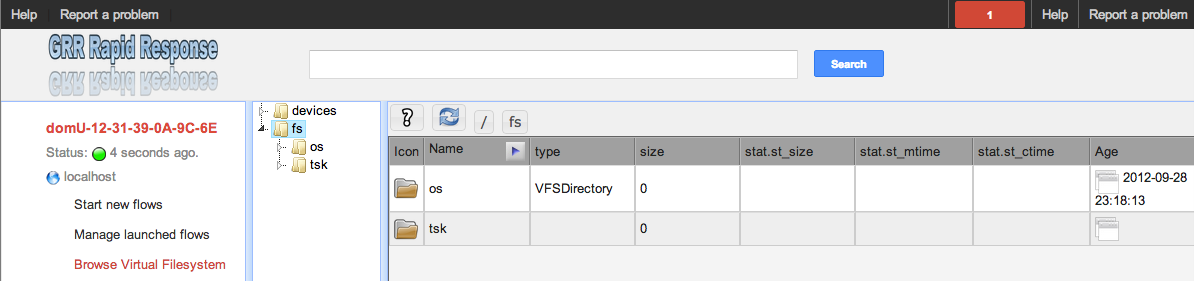 Help Report a problem 1 Help Report a problem
GRR Rapid Response
Search
domU-12-31-39-0A-9C-6E
Status: 4 seconds ago.
localhost
Start new flows
Manage launched flows
Browse Virtual Filesystem
devices
fs
os
tsk
? / fs
Icon Name type size stat.st_size stat.st_mtime stat.st_ctime Age
os VFSDirectory 0 2012-09-28
23:18:13
tsk 0